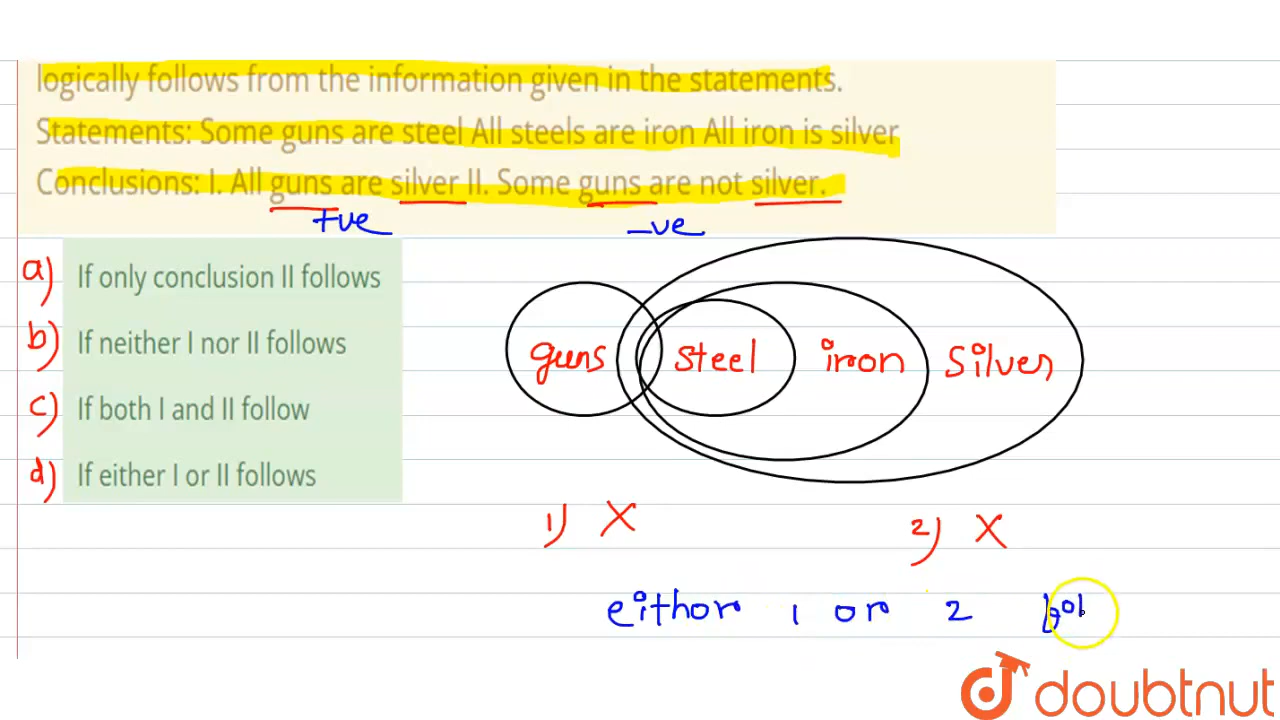 logically follows from the information given in the statements.
Statements: Some guns are steel All steels are iron All iron is silver
Conclusions: I. All guns are silver II. Some guns are not silver.
+ve -ve
a) If only conclusion II follows
b) If neither I nor II follows
c) If both I and II follow
d) If either I or II follows
guns steel iron silver
1) X 2) X
either 1 or 2
doubtnut